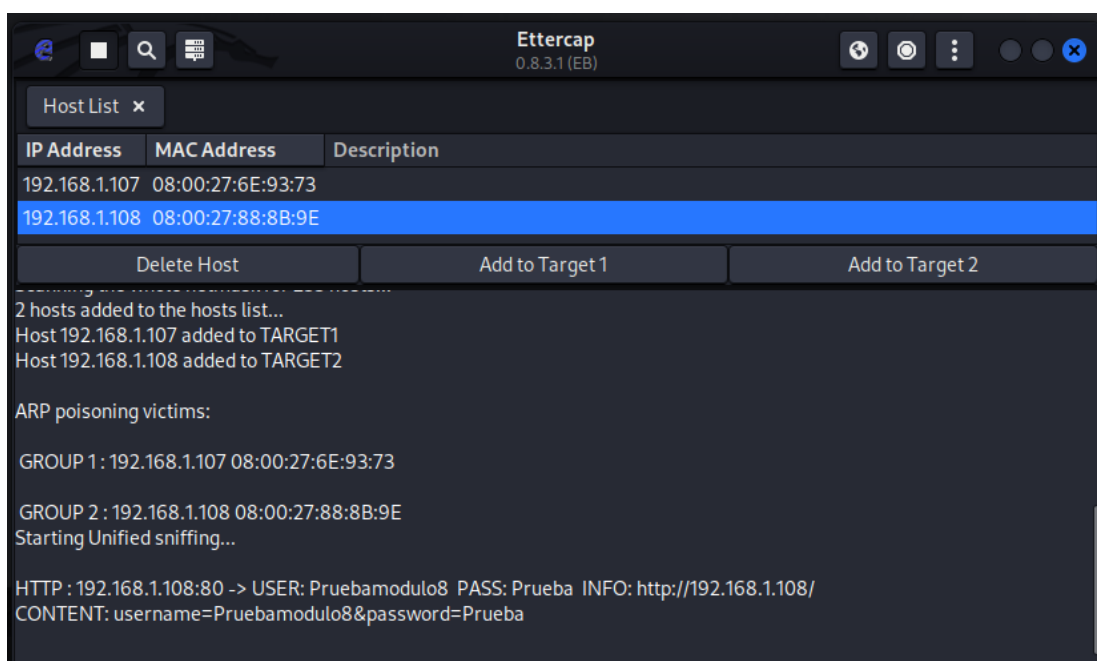 Ettercap
0.8.3.1 (EB)
Host List ×
IP Address MAC Address Description
192.168.1.107 08:00:27:6E:93:73
192.168.1.108 08:00:27:88:8B:9E
Delete Host Add to Target 1 Add to Target 2
2 hosts added to the hosts list...
Host 192.168.1.107 added to TARGET1
Host 192.168.1.108 added to TARGET2
ARP poisoning victims:
GROUP 1 : 192.168.1.107 08:00:27:6E:93:73
GROUP 2 : 192.168.1.108 08:00:27:88:8B:9E
Starting Unified sniffing...
HTTP : 192.168.1.108:80 -> USER: Pruebamodulo8 PASS: Prueba INFO: http://192.168.1.108/
CONTENT: username=Pruebamodulo8&password=Prueba